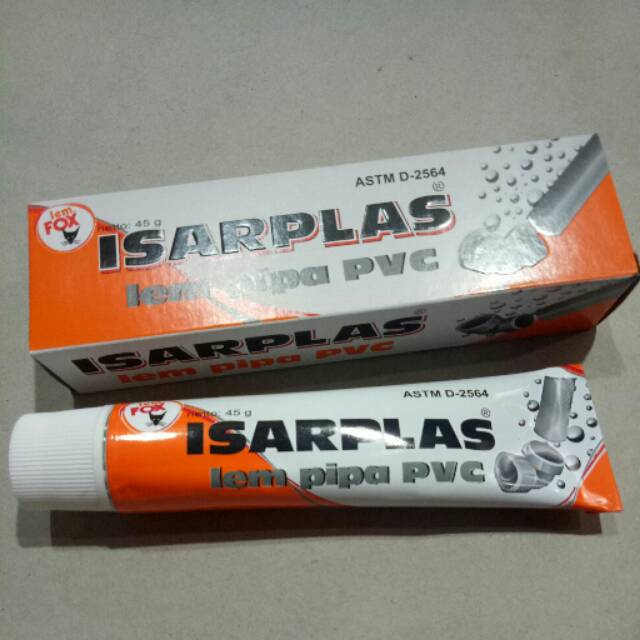 ASTM D-2564
lem
FOX
netto: 45 g
ISARPLAS®
lem pipa PVC
ISARPLAS
lem pipa PVC
ASTM D-2564
lem
FOX
netto: 45 g
ISARPLAS®
lem pipa PVC